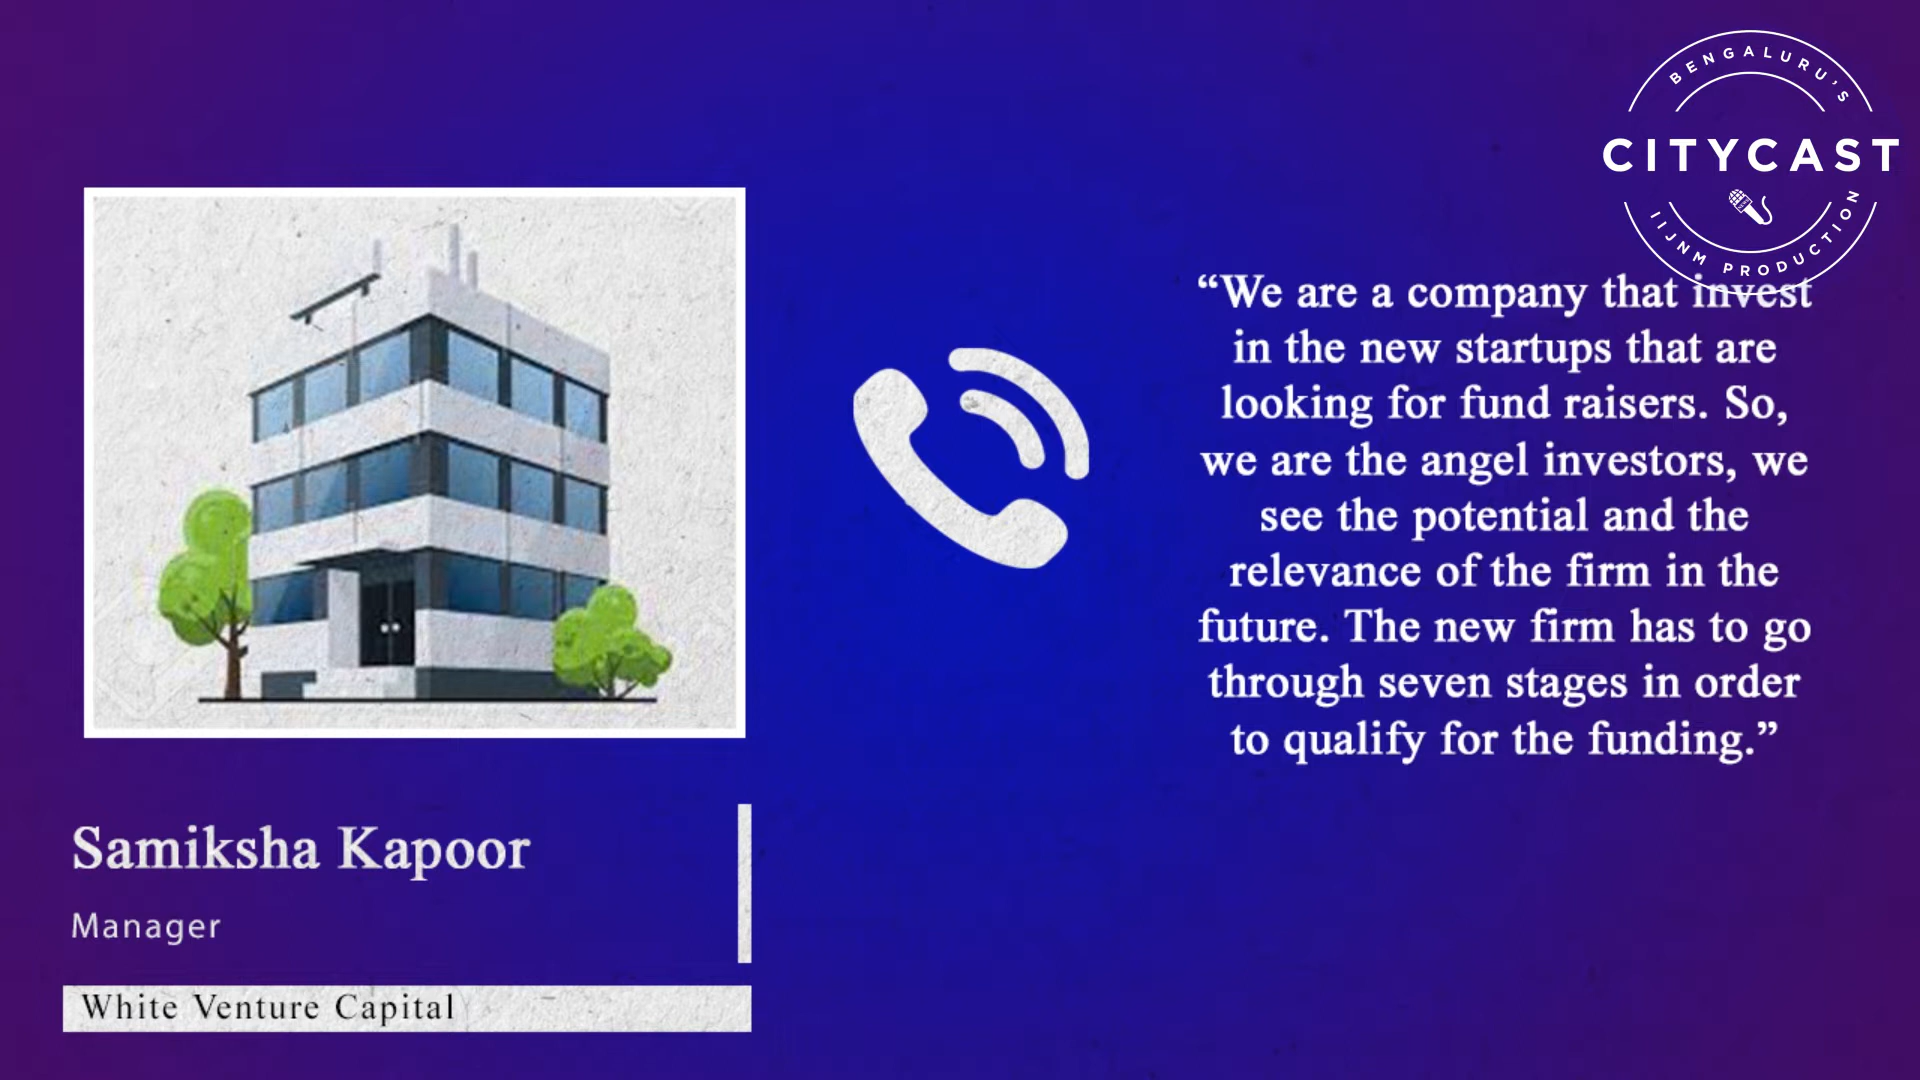 BENGALURU'S
CITYCAST
IIJNM PRODUCTION
“We are a company that invest
in the new startups that are
looking for fund raisers. So,
we are the angel investors, we
see the potential and the
relevance of the firm in the
future. The new firm has to go
through seven stages in order
to qualify for the funding.”
Samiksha Kapoor
Manager
White Venture Capital